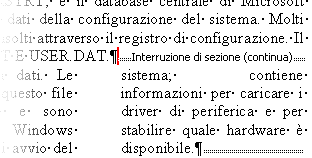 è il database centrale di Microsoft
dati della configurazione del sistema. Molti
attraverso il registro di configurazione. Il
E USER.DAT.¶ Interruzione di sezione (continua)
dati. Le
questo file
e sono
Windows
avvio del
sistema; contiene
informazioni per caricare i
driver di periferica e per
stabilire quale hardware è
disponibile.¶